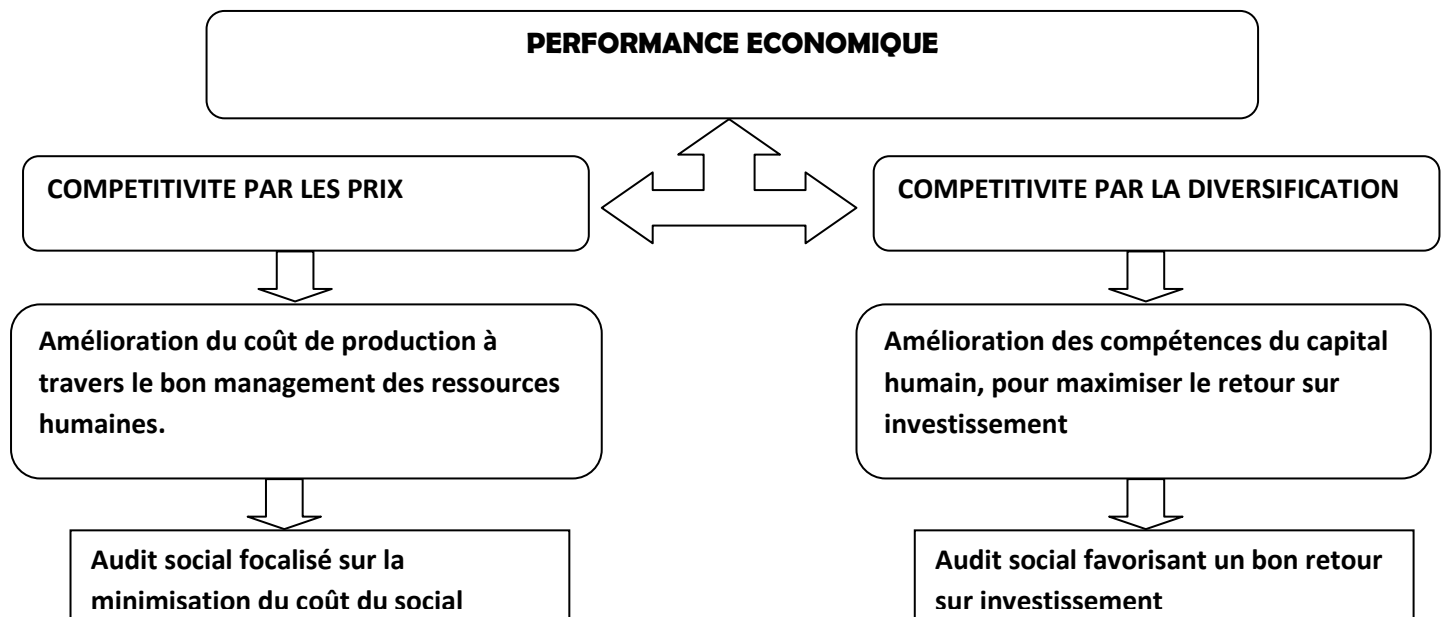 PERFORMANCE ECONOMIQUE
COMPETITIVITE PAR LES PRIX
COMPETITIVITE PAR LA DIVERSIFICATION
Amélioration du coût de production à
travers le bon management des ressources
humaines.
Amélioration des compétences du capital
humain, pour maximiser le retour sur
investissement
Audit social focalisé sur la
minimisation du coût du social
Audit social favorisant un bon retour
sur investissement